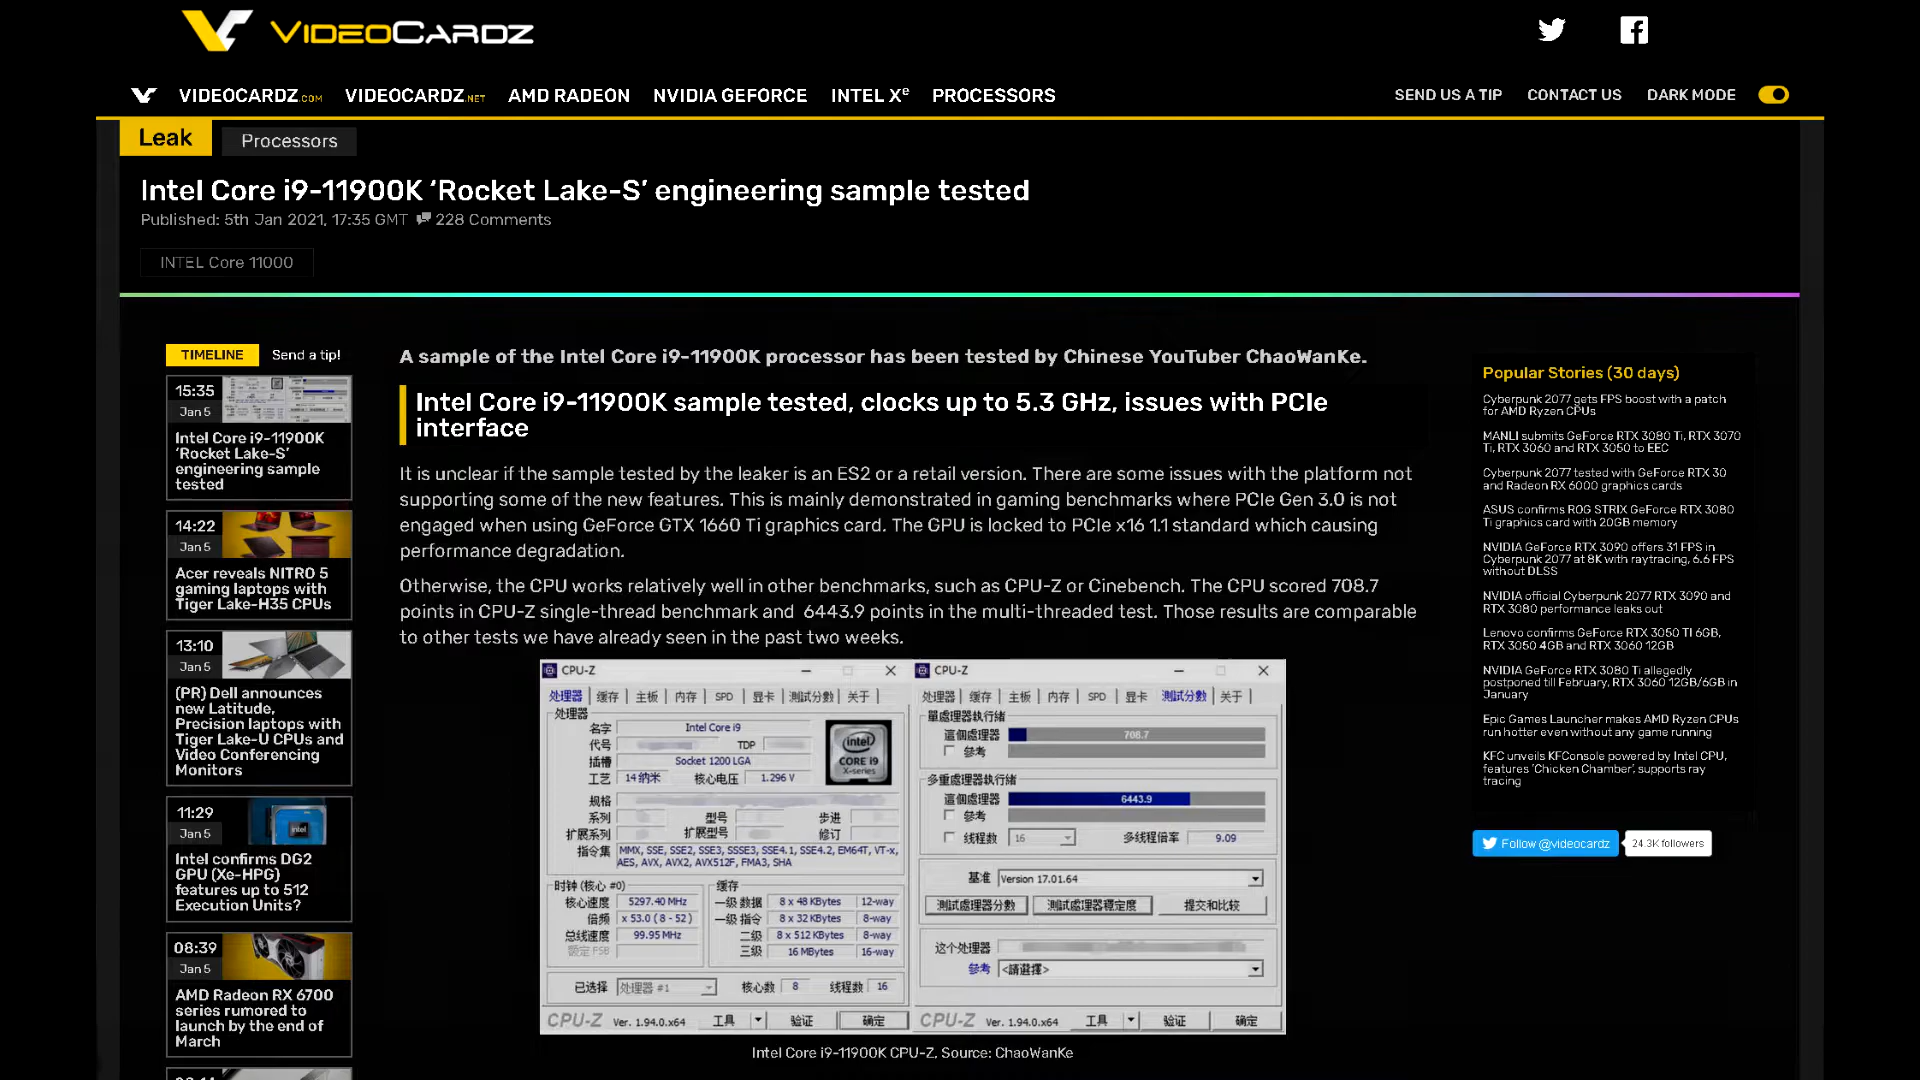 VIDEOCARDZ
VIDEOCARDZ.COM VIDEOCARDZ.NET AMD RADEON NVIDIA GEFORCE INTEL Xe PROCESSORS
SEND US A TIP CONTACT US DARK MODE
Leak Processors
Intel Core i9-11900K ‘Rocket Lake-S’ engineering sample tested
Published: 5th Jan 2021, 17:35 GMT 228 Comments
INTEL Core 11000
TIMELINE Send a tip!
15:35
Jan 5
Intel Core i9-11900K
‘Rocket Lake-S’
engineering sample
tested
14:22
Jan 5
Acer reveals NITRO 5
gaming laptops with
Tiger Lake-H35 CPUs
13:10
Jan 5
(PR) Dell announces
new Latitude,
Precision laptops with
Tiger Lake-U CPUs and
Video Conferencing
Monitors
11:29
Jan 5
intel
Intel confirms DG2
GPU (Xe-HPG)
features up to 512
Execution Units?
08:39
Jan 5
AMD Radeon RX 6700
series rumored to
launch by the end of
March
A sample of the Intel Core i9-11900K processor has been tested by Chinese YouTuber ChaoWanKe.
Intel Core i9-11900K sample tested, clocks up to 5.3 GHz, issues with PCIe
interface
It is unclear if the sample tested by the leaker is an ES2 or a retail version. There are some issues with the platform not
supporting some of the new features. This is mainly demonstrated in gaming benchmarks where PCIe Gen 3.0 is not
engaged when using GeForce GTX 1660 Ti graphics card. The GPU is locked to PCIe x16 1.1 standard which causing
performance degradation.
Otherwise, the CPU works relatively well in other benchmarks, such as CPU-Z or Cinebench. The CPU scored 708.7
points in CPU-Z single-thread benchmark and 6443.9 points in the multi-threaded test. Those results are comparable
to other tests we have already seen in the past two weeks.
CPU-Z
处理器 缓存 主板 内存 SPD 显卡 測試分數 关于
处理器
名字 Intel Core i9
代号 TDP
插槽 Socket 1200 LGA
工艺 14 纳米 核心电压 1.296 V
intel
CORE i9
X-series
规格
系列 型号 步进
扩展系列 扩展型号 修订
指令集 MMX, SSE, SSE2, SSE3, SSSE3, SSE4.1, SSE4.2, EM64T, VT-x,
AES, AVX, AVX2, AVX512F, FMA3, SHA
时钟 (核心 #0) 缓存
核心速度 5297.40 MHz 一级 数据 8 x 48 KBytes 12-way
倍频 x 53.0 ( 8 - 52 ) 一级 指令 8 x 32 KBytes 8-way
总线速度 99.95 MHz 二级 8 x 512 KBytes 8-way
额定 FSB 三级 16 MBytes 16-way
已选择 处理器 #1 核心数 8 线程数 16
CPU-Z Ver. 1.94.0.x64 工具 验证 确定
CPU-Z
处理器 缓存 主板 内存 SPD 显卡 測試分數 关于
單處理器執行緒
這個處理器 708.7
參考
多重處理器執行緒
這個處理器 6443.9
參考
线程数 16 多线程倍率 9.09
基准 Version 17.01.64
測試處理器分數 測試處理器穩定度 提交和比较
这个处理器
參考 <請選擇>
CPU-Z Ver. 1.94.0.x64 工具 验证 确定
Intel Core i9-11900K CPU-Z, Source: ChaoWanKe
Popular Stories (30 days)
Cyberpunk 2077 gets FPS boost with a patch
for AMD Ryzen CPUs
MANLI submits GeForce RTX 3080 Ti, RTX 3070
Ti, RTX 3060 and RTX 3050 to EEC
Cyberpunk 2077 tested with GeForce RTX 30
and Radeon RX 6000 graphics cards
ASUS confirms ROG STRIX GeForce RTX 3080
Ti graphics card with 20GB memory
NVIDIA GeForce RTX 3090 offers 31 FPS in
Cyberpunk 2077 at 8K with raytracing, 6.6 FPS
without DLSS
NVIDIA official Cyberpunk 2077 RTX 3090 and
RTX 3080 performance leaks out
Lenovo confirms GeForce RTX 3050 TI 6GB,
RTX 3050 4GB and RTX 3060 12GB
NVIDIA GeForce RTX 3080 Ti allegedly
postponed till February, RTX 3060 12GB/6GB in
January
Epic Games Launcher makes AMD Ryzen CPUs
run hotter even without any game running
KFC unveils KFConsole powered by Intel CPU,
features ‘Chicken Chamber’, supports ray
tracing
Follow @videocardz 24.3K followers